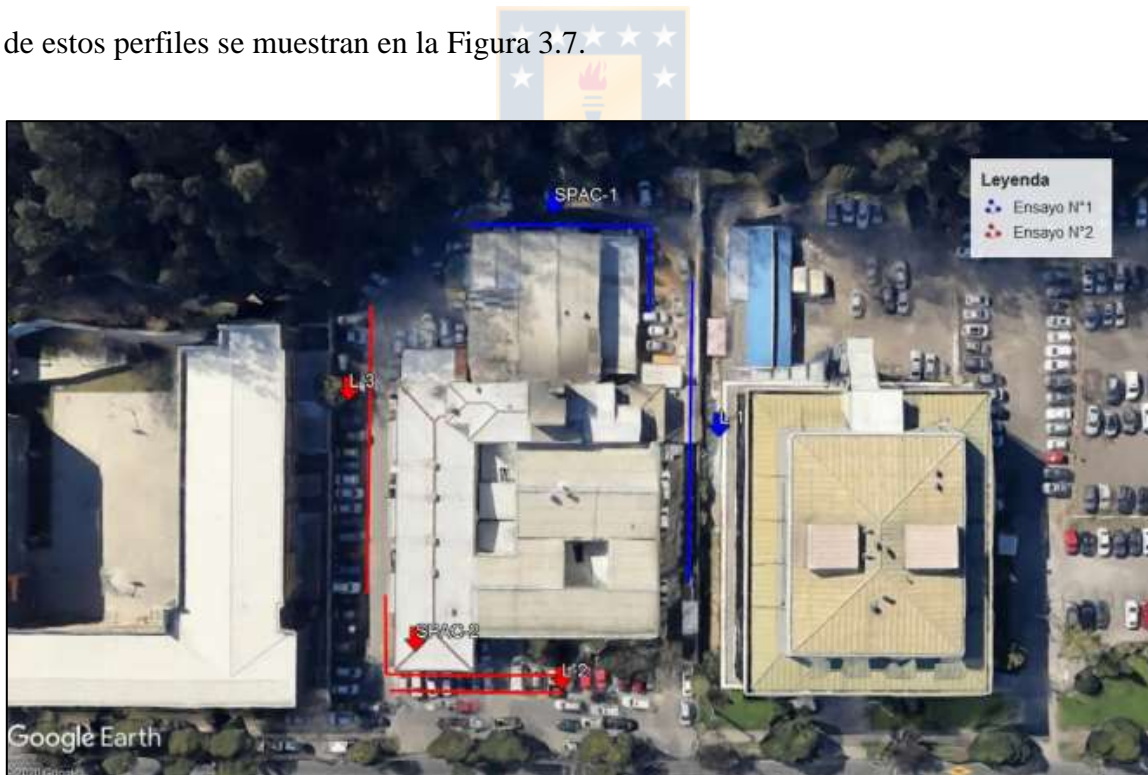 de estos perfiles se muestran en la Figura 3.7.
SPAC-1
Leyenda
Ensayo N°1
Ensayo N°2
L-3
L-1
SPAC-2
L-2
Google Earth